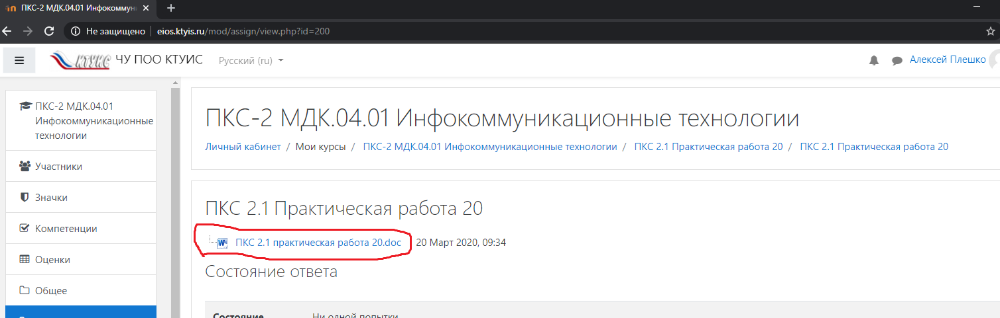 ПКС-2 МДК.04.01 Инфокоммун
Не защищено
eios.ktyis.ru/mod/assign/view.php?id=200
КТУИС ЧУ ПОО КТУИС Русский (ru)
Алексей Плешко
ПКС-2 МДК.04.01
Инфокоммуникационные
технологии
Участники
Значки
Компетенции
Оценки
Общее
ПКС-2 МДК.04.01 Инфокоммуникационные технологии
Личный кабинет / Мои курсы / ПКС-2 МДК.04.01 Инфокоммуникационные технологии / ПКС 2.1 Практическая работа 20 / ПКС 2.1 Практическая работа 20
ПКС 2.1 Практическая работа 20
ПКС 2.1 практическая работа 20.doc 20 Март 2020, 09:34
Состояние ответа
Состояние Ни одной попытки